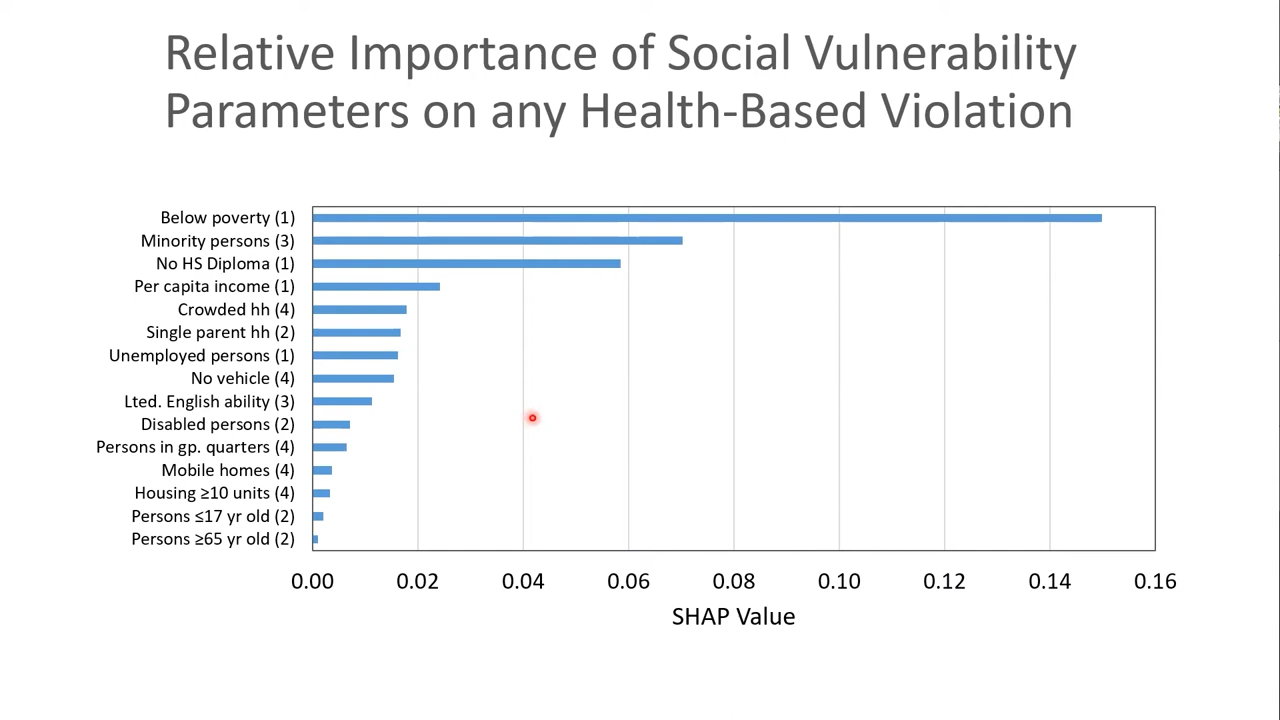 Relative Importance of Social Vulnerability
Parameters on any Health-Based Violation
Below poverty (1)
Minority persons (3)
No HS Diploma (1)
Per capita income (1)
Crowded hh (4)
Single parent hh (2)
Unemployed persons (1)
No vehicle (4)
Lted. English ability (3)
Disabled persons (2)
Persons in gp. quarters (4)
Mobile homes (4)
Housing ≥10 units (4)
Persons ≤17 yr old (2)
Persons ≥65 yr old (2)
0.00 0.02 0.04 0.06 0.08 0.10 0.12 0.14 0.16
SHAP Value